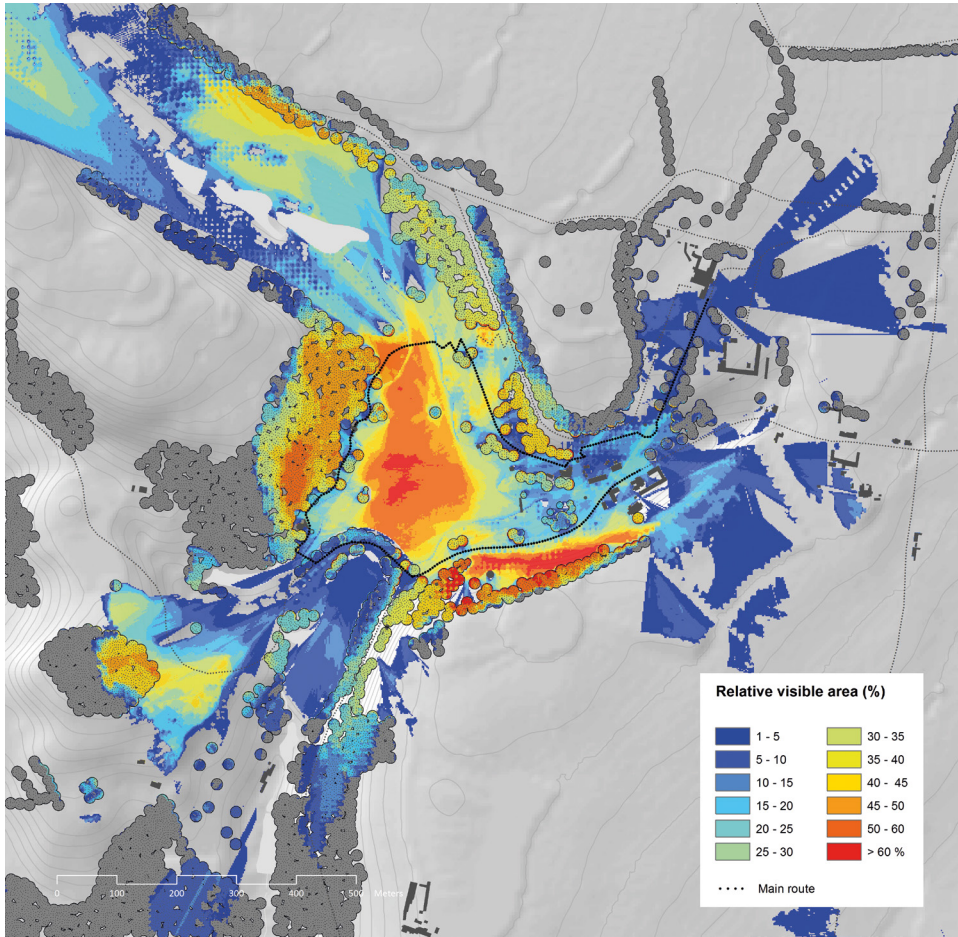 Relative visible area (%)
1 - 5
30 - 35
5 - 10
35 - 40
10 - 15
40 - 45
15 - 20
45 - 50
20 - 25
50 - 60
25 - 30
> 60 %
Main route
0 100 200 300 400 500 Meters